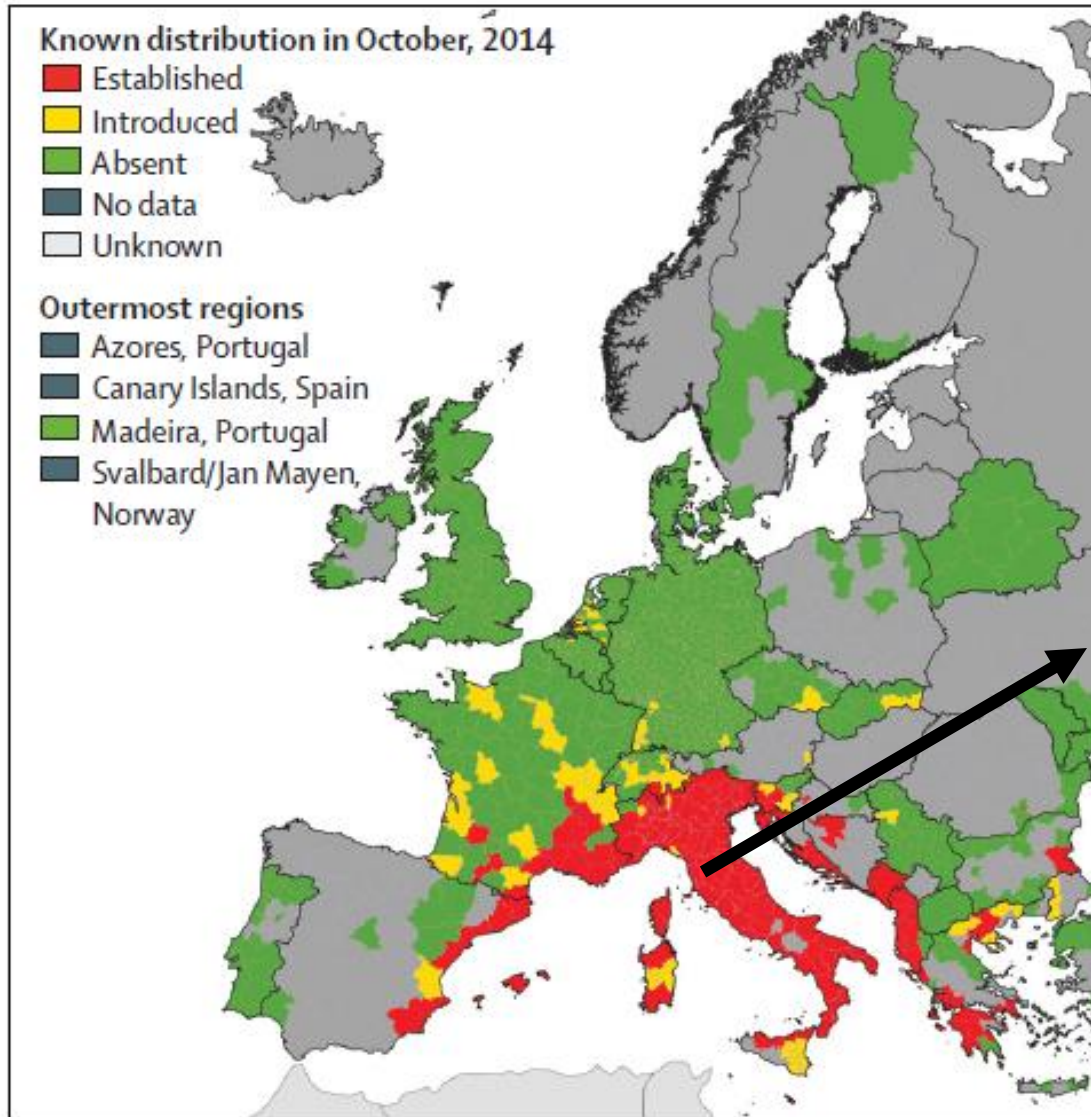 Known distribution in October, 2014
Established
Introduced
Absent
No data
Unknown
Outermost regions
Azores, Portugal
Canary Islands, Spain
Madeira, Portugal
Svalbard/Jan Mayen,
Norway